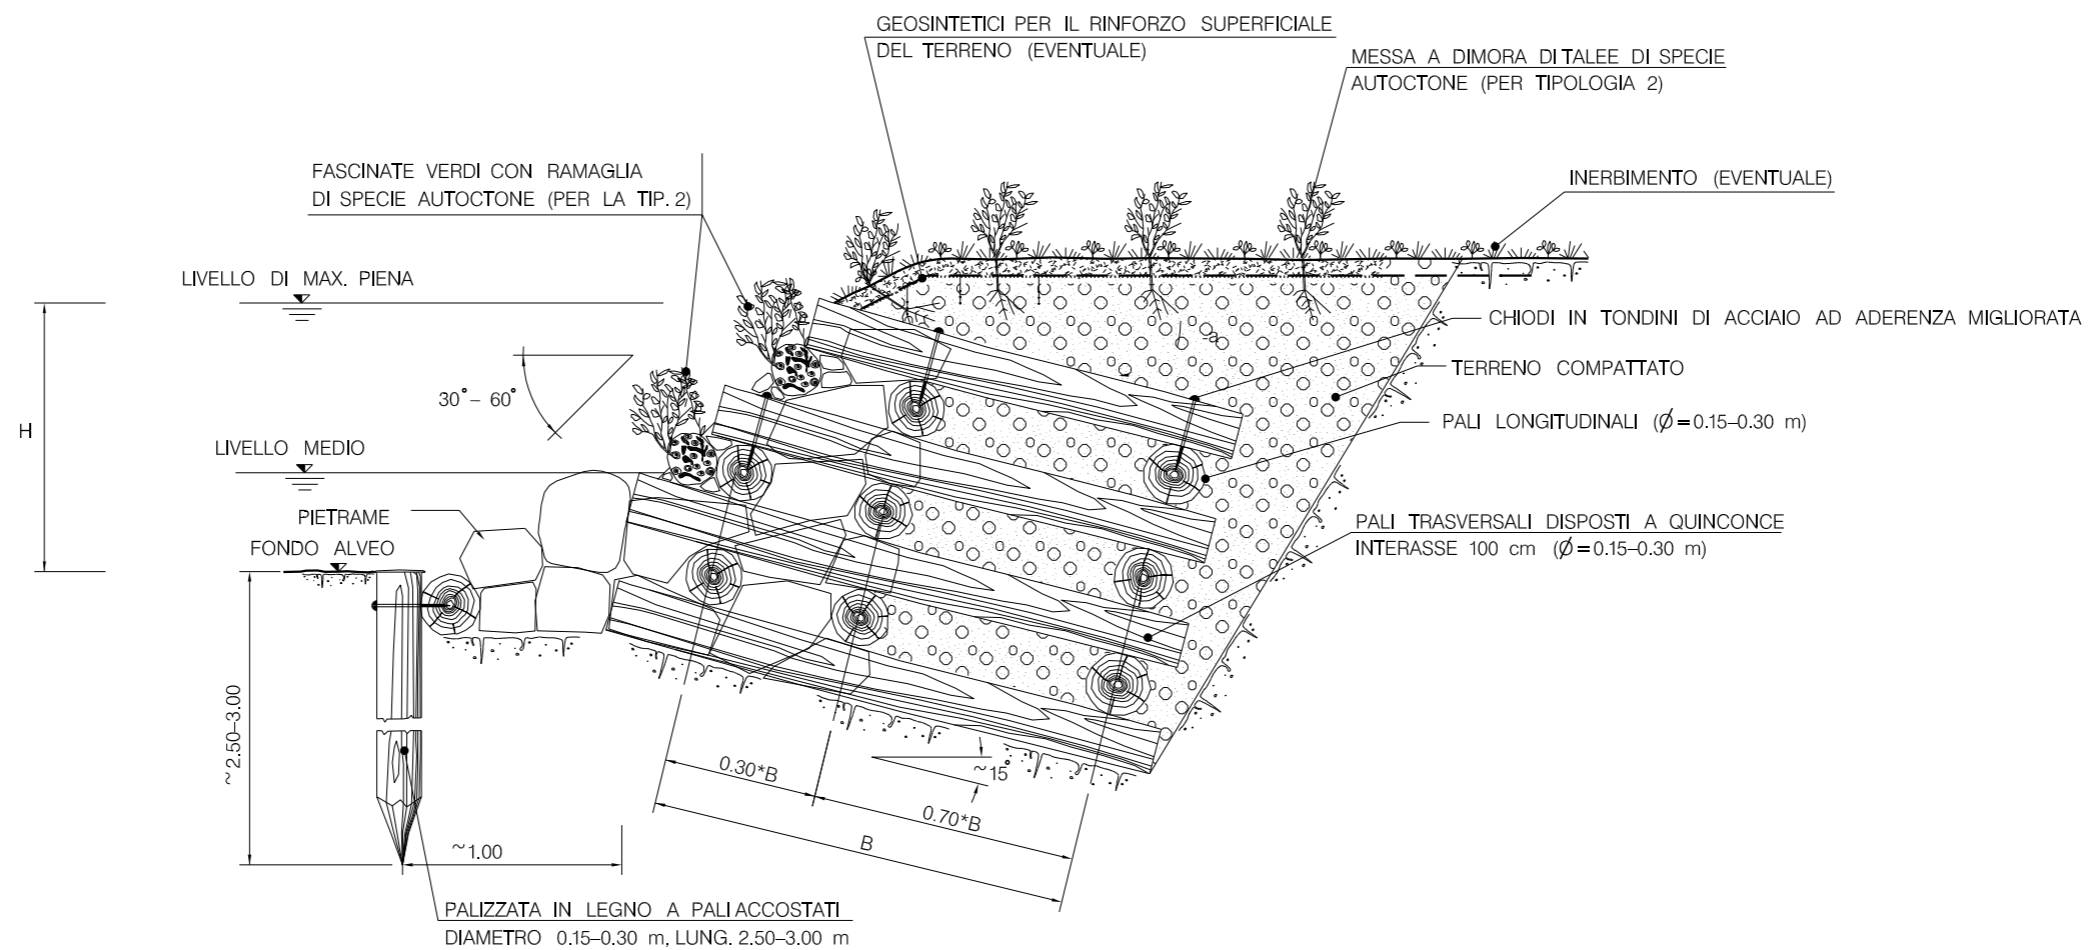 GEOSINTETICI PER IL RINFORZO SUPERFICIALE
DEL TERRENO (EVENTUALE)
MESSA A DIMORA DI TALEE DI SPECIE
AUTOCTONE (PER TIPOLOGIA 2)
FASCINATE VERDI CON RAMAGLIA
DI SPECIE AUTOCTONE (PER LA TIP. 2)
INERBIMENTO (EVENTUALE)
LIVELLO DI MAX. PIENA
CHIODI IN TONDINI DI ACCIAIO AD ADERENZA MIGLIORATA
TERRENO COMPATTATO
30° – 60°
PALI LONGITUDINALI (Ø=0.15–0.30 m)
H
LIVELLO MEDIO
PIETRAME
FONDO ALVEO
PALI TRASVERSALI DISPOSTI A QUINCONCE
INTERASSE 100 cm (Ø=0.15–0.30 m)
~2.50–3.00
0.30*B
~15°
0.70*B
B
~1.00
PALIZZATA IN LEGNO A PALI ACCOSTATI
DIAMETRO 0.15–0.30 m, LUNG. 2.50–3.00 m